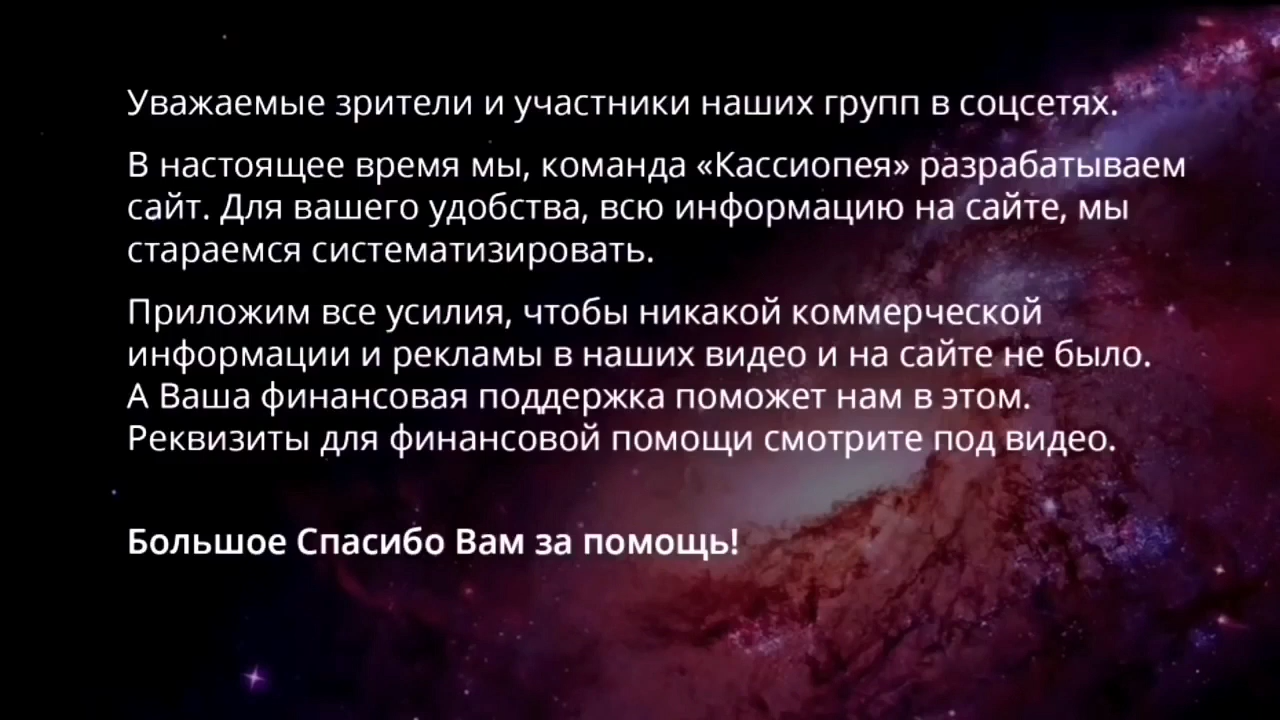 Уважаемые зрители и участники наших групп в соцсетях.
В настоящее время мы, команда «Кассиопея» разрабатываем
сайт. Для вашего удобства, всю информацию на сайте, мы
стараемся систематизировать.
Приложим все усилия, чтобы никакой коммерческой
информации и рекламы в наших видео и на сайте не было.
А Ваша финансовая поддержка поможет нам в этом.
Реквизиты для финансовой помощи смотрите под видео.
Большое Спасибо Вам за помощь!